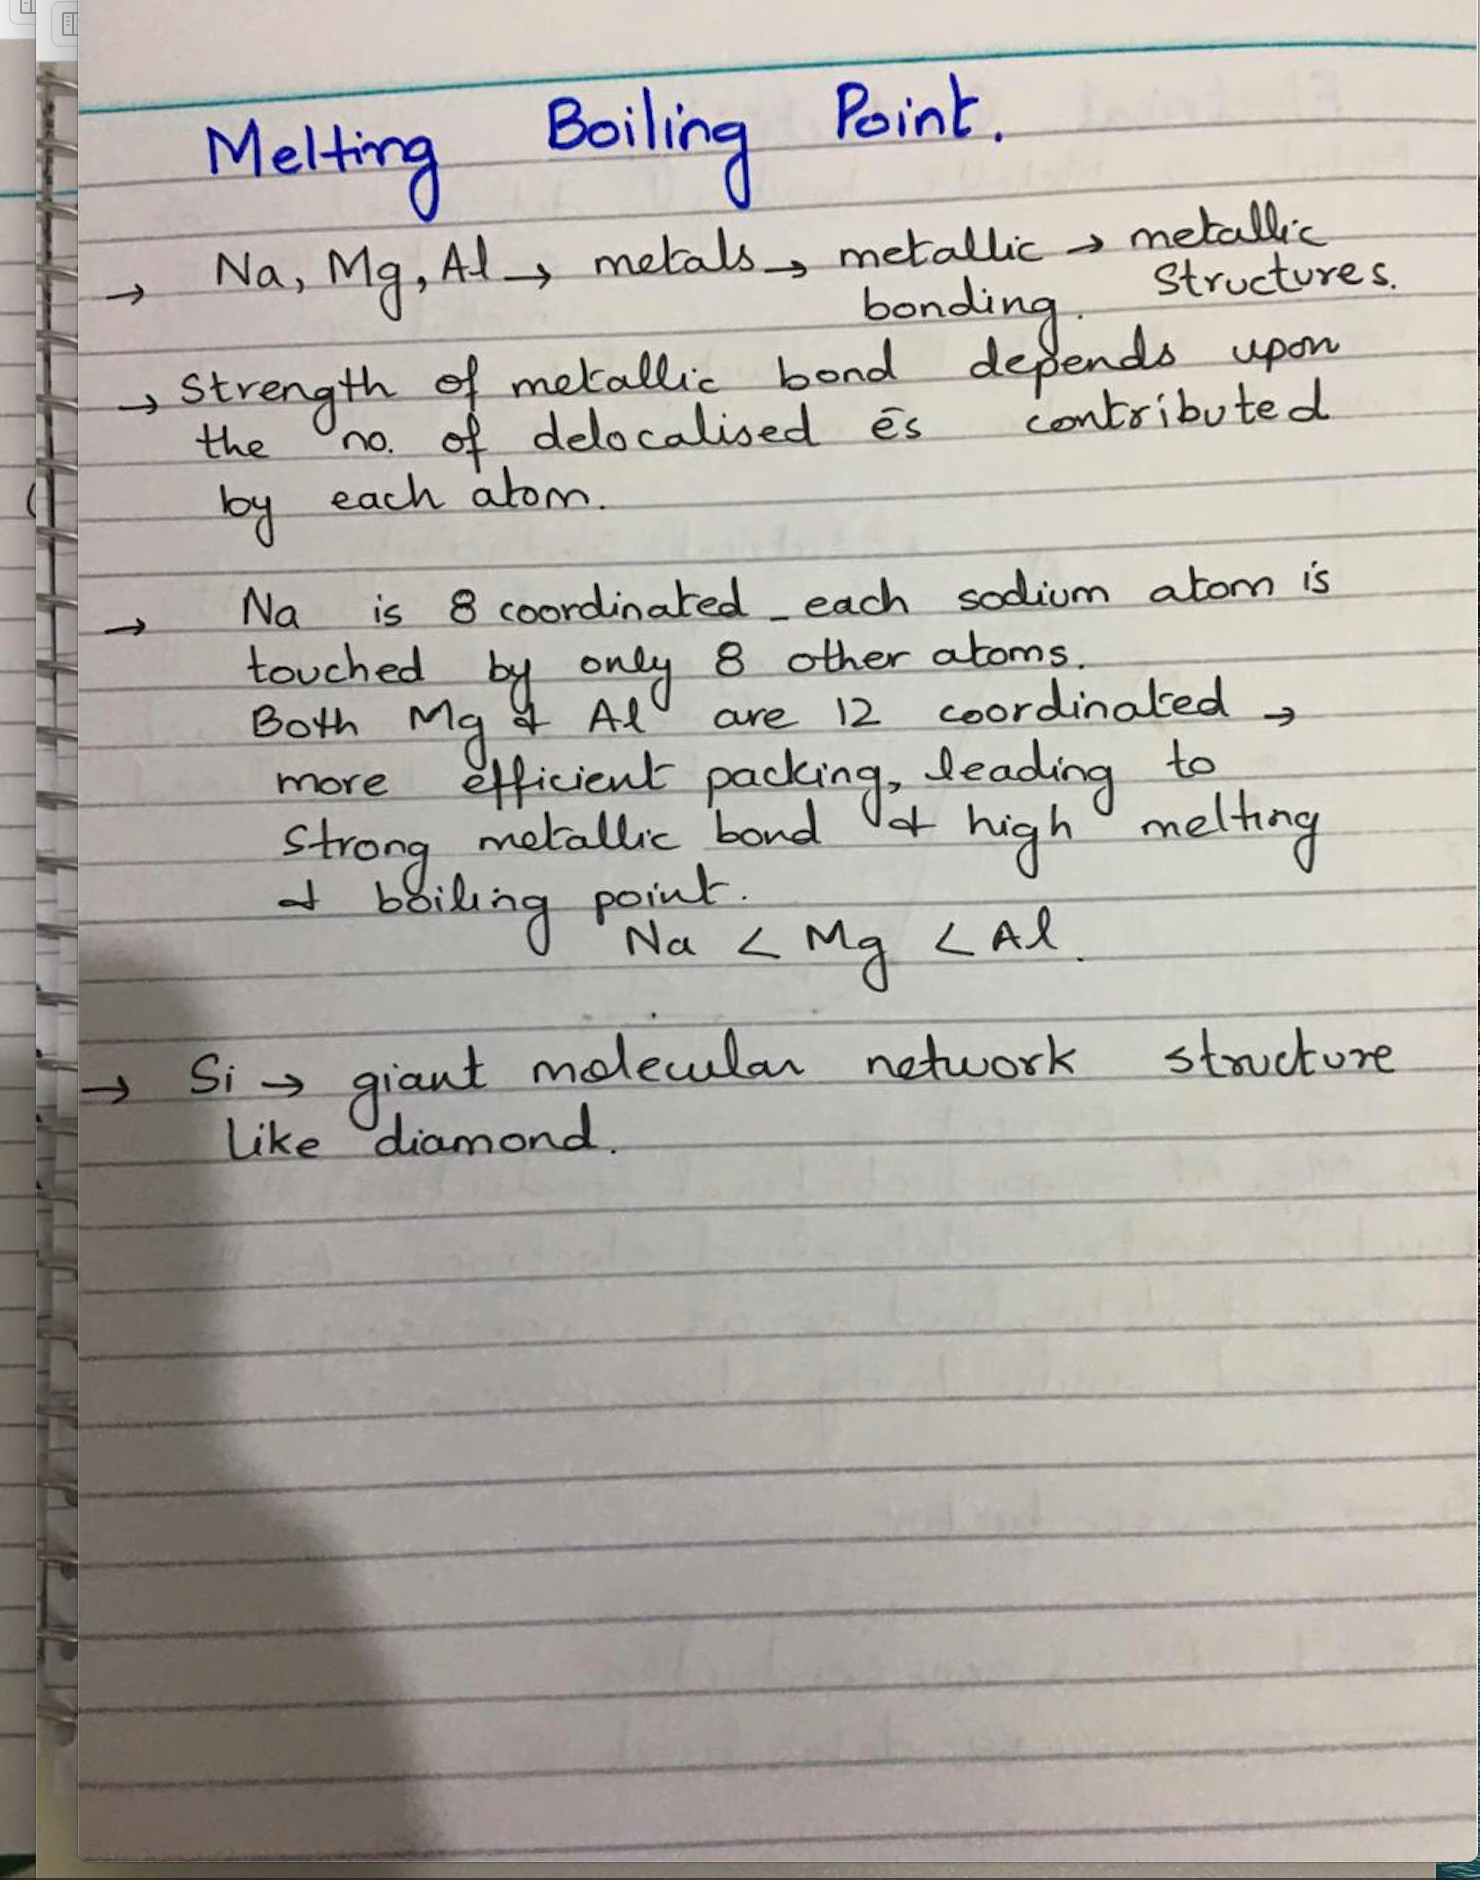 Melting Boiling Point.
→ Na, Mg, Al → metals → metallic → metallic
bonding. structures.
→ Strength of metallic bond depends upon
the no. of delocalised ēs contributed
by each atom.
→ Na is 8 coordinated - each sodium atom is
touched by only 8 other atoms.
Both Mg & Al are 12 coordinated →
more efficient packing, leading to
strong metallic bond & high melting
& boiling point.
Na < Mg < Al.
→ Si → giant molecular network structure
like diamond.